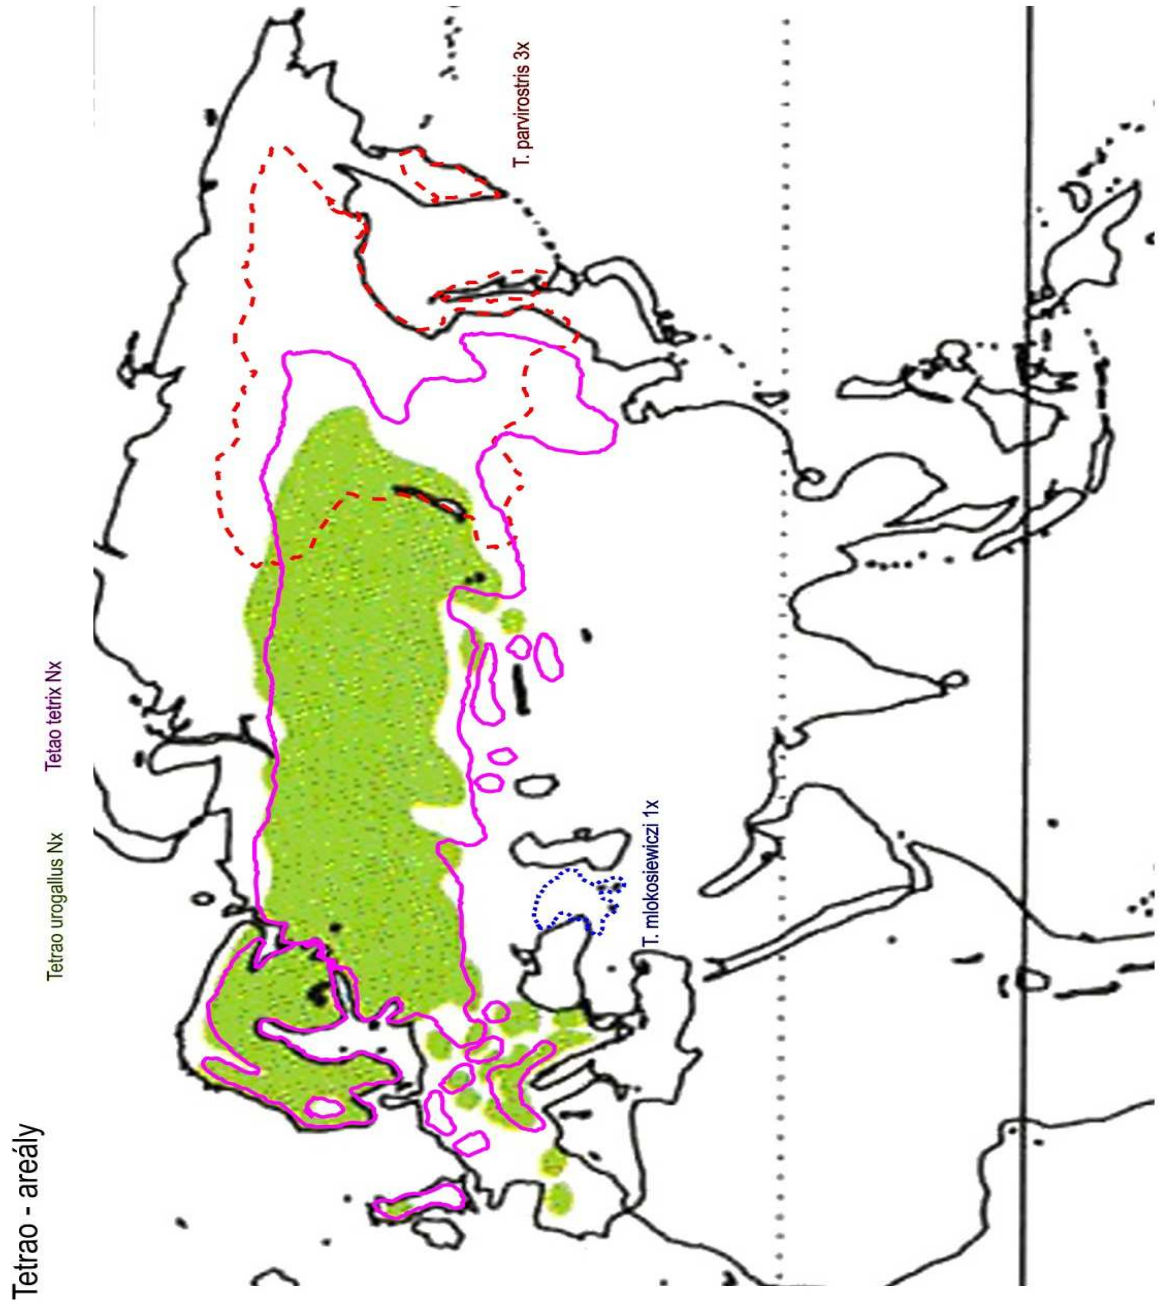 Tetrao - areály
Tetrao urogallus Nx
Tetao tetrix Nx
T. mlokosiewiczi 1x
T. parvirostris 3x